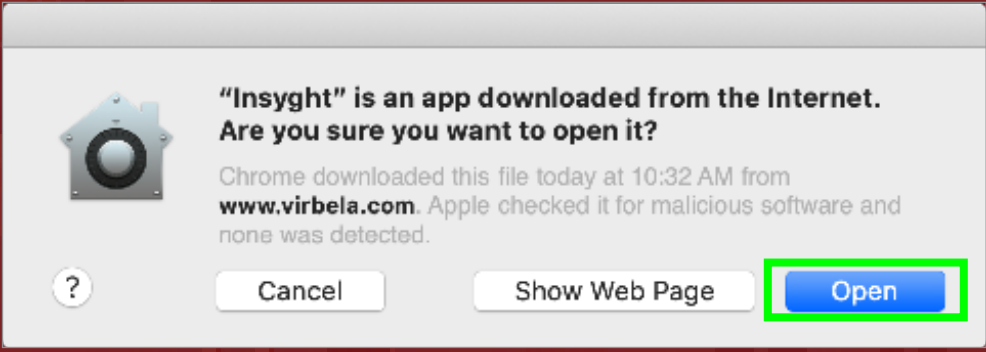 “Insyght” is an app downloaded from the Internet.
Are you sure you want to open it?
Chrome downloaded this file today at 10:32 AM from
www.virbela.com. Apple checked it for malicious software and
none was detected.
? Cancel Show Web Page Open